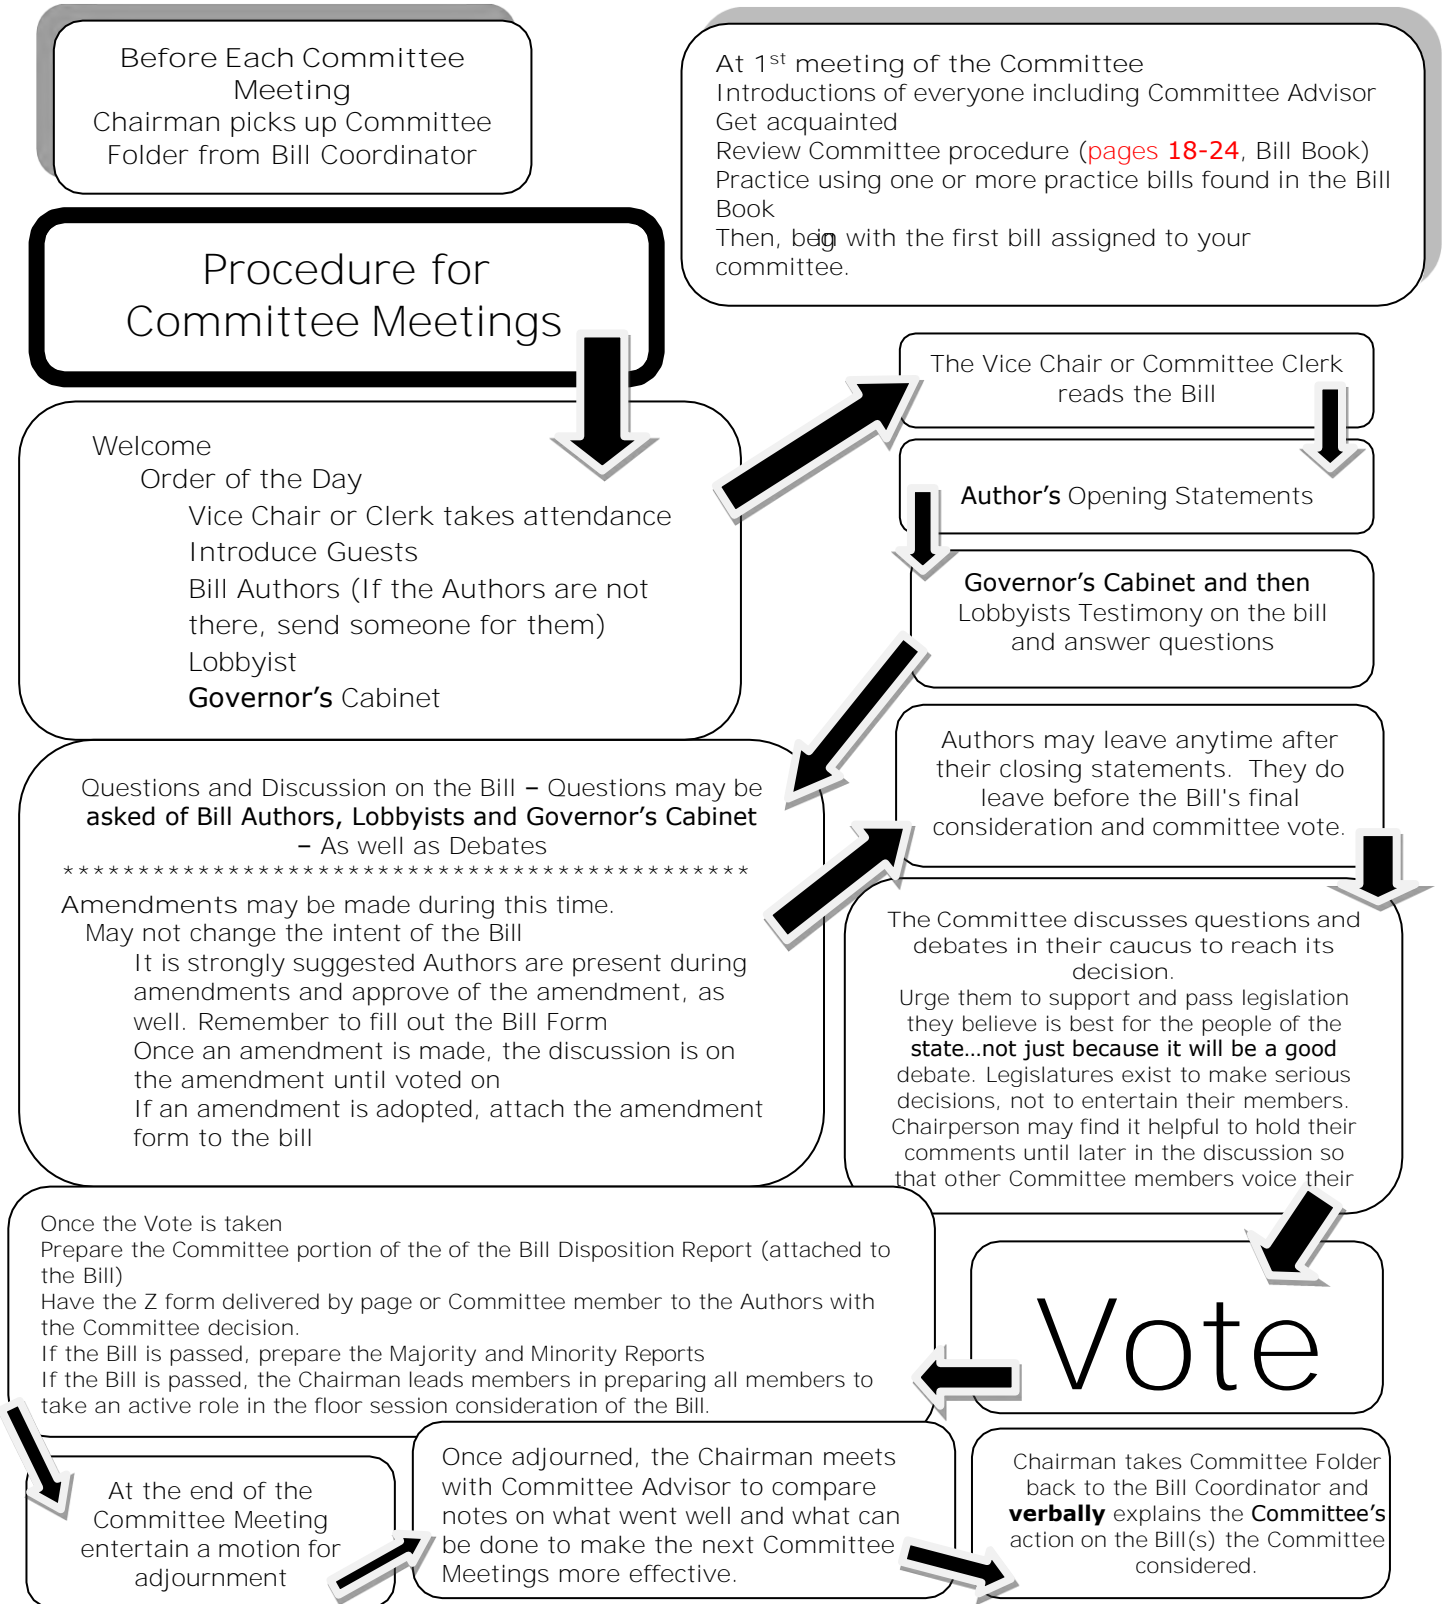 Before Each Committee
Meeting
Chairman picks up Committee
Folder from Bill Coordinator
At 1st meeting of the Committee
Introductions of everyone including Committee Advisor
Get acquainted
Review Committee procedure (pages 18-24, Bill Book)
Practice using one or more practice bills found in the Bill
Book
Then, begin with the first bill assigned to your
committee.
Procedure for
Committee Meetings
Welcome
Order of the Day
Vice Chair or Clerk takes attendance
Introduce Guests
Bill Authors (If the Authors are not
there, send someone for them)
Lobbyist
Governor’s Cabinet
The Vice Chair or Committee Clerk
reads the Bill
Author’s Opening Statements
Governor’s Cabinet and then
Lobbyists Testimony on the bill
and answer questions
Questions and Discussion on the Bill – Questions may be
asked of Bill Authors, Lobbyists and Governor’s Cabinet
– As well as Debates
**********************************************
Amendments may be made during this time.
May not change the intent of the Bill
It is strongly suggested Authors are present during
amendments and approve of the amendment, as
well. Remember to fill out the Bill Form
Once an amendment is made, the discussion is on
the amendment until voted on
If an amendment is adopted, attach the amendment
form to the bill
Authors may leave anytime after
their closing statements. They do
leave before the Bill's final
consideration and committee vote.
The Committee discusses questions and
debates in their caucus to reach its
decision.
Urge them to support and pass legislation
they believe is best for the people of the
state…not just because it will be a good
debate. Legislatures exist to make serious
decisions, not to entertain their members.
Chairperson may find it helpful to hold their
comments until later in the discussion so
that other Committee members voice their
Vote
Once the Vote is taken
Prepare the Committee portion of the of the Bill Disposition Report (attached to
the Bill)
Have the Z form delivered by page or Committee member to the Authors with
the Committee decision.
If the Bill is passed, prepare the Majority and Minority Reports
If the Bill is passed, the Chairman leads members in preparing all members to
take an active role in the floor session consideration of the Bill.
At the end of the
Committee Meeting
entertain a motion for
adjournment
Once adjourned, the Chairman meets
with Committee Advisor to compare
notes on what went well and what can
be done to make the next Committee
Meetings more effective.
Chairman takes Committee Folder
back to the Bill Coordinator and
verbally explains the Committee’s
action on the Bill(s) the Committee
considered.